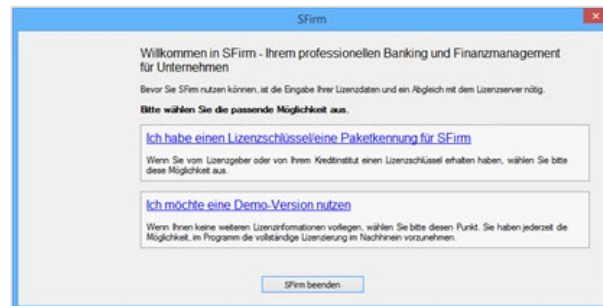 SFirm
Willkommen in SFirm - Ihrem professionellen Banking und Finanzmanagement
für Unternehmen
Bevor Sie SFirm nutzen können, ist die Eingabe Ihrer Lizenzdaten und ein Abgleich mit dem Lizenzserver nötig.
Bitte wählen Sie die passende Möglichkeit aus.
Ich habe einen Lizenzschlüssel/eine Paketkennung für SFirm
Wenn Sie vom Lizenzgeber oder von Ihrem Kreditinstitut einen Lizenzschlüssel erhalten haben, wählen Sie bitte
diese Möglichkeit aus.
Ich möchte eine Demo-Version nutzen
Wenn Ihnen keine weiteren Lizenzinformationen vorliegen, wählen Sie bitte diesen Punkt. Sie haben jederzeit die
Möglichkeit, im Programm die vollständige Lizenzierung im Nachhinein vorzunehmen.
SFirm beenden